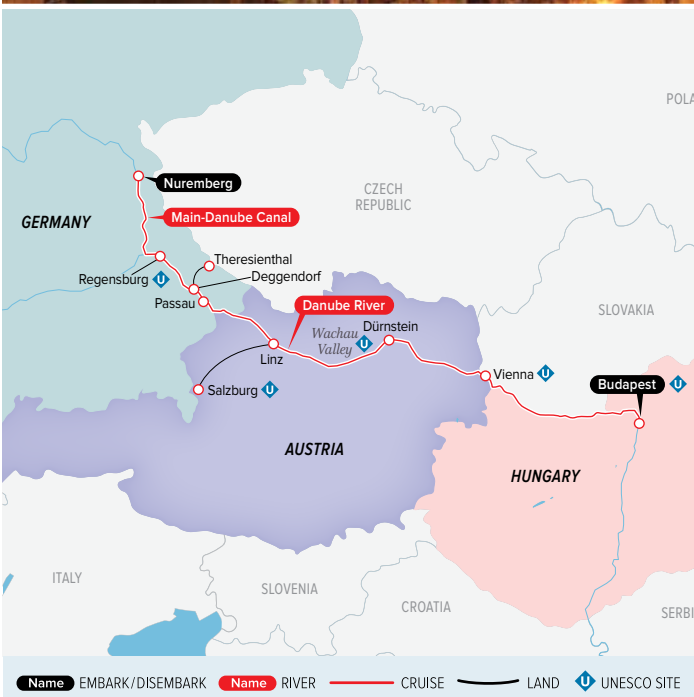 POLA
Nuremberg
CZECH
REPUBLIC
Main-Danube Canal
GERMANY
Theresienthal
Deggendorf
Regensburg
Passau
Danube River
SLOVAKIA
Wachau
Valley
Dürnstein
Linz
Vienna
Budapest
Salzburg
AUSTRIA
HUNGARY
ITALY
SLOVENIA
CROATIA
SERBI
Name EMBARK/DISEMBARK Name RIVER CRUISE LAND U UNESCO SITE